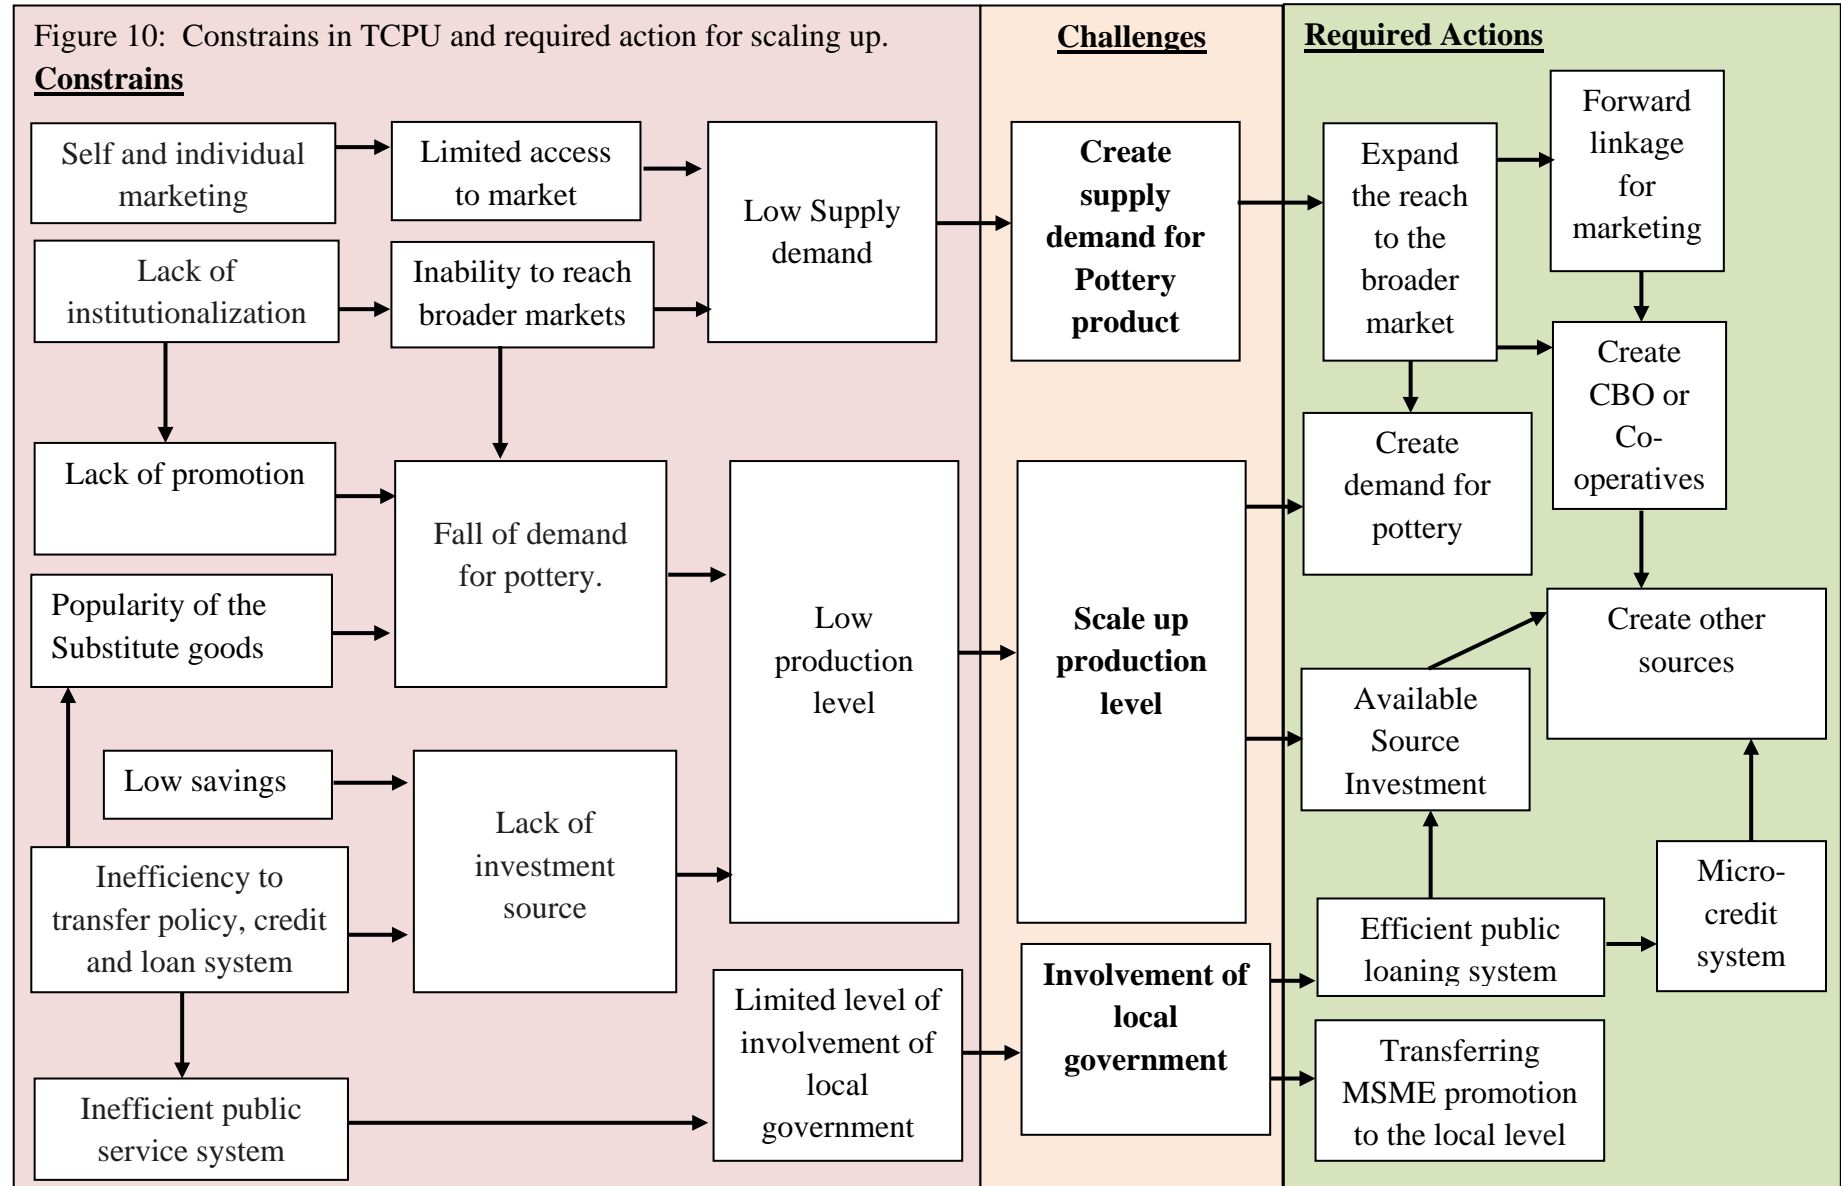 Figure 10:  Constrains in TCPU and required action for scaling up.
Constrains
Self and individual
marketing
Limited access
to market
Low Supply
demand
Lack of
institutionalization
Inability to reach
broader markets
Lack of promotion
Fall of demand
for pottery.
Popularity of the
Substitute goods
Low
production
level
Low savings
Lack of
investment
source
Inefficiency to
transfer policy, credit
and loan system
Limited level of
involvement of
local
government
Inefficient public
service system
Challenges
Create
supply
demand for
Pottery
product
Scale up
production
level
Involvement of
local
government
Required Actions
Expand
the reach
to the
broader
market
Forward
linkage
for
marketing
Create
CBO or
Co-
operatives
Create
demand for
pottery
Create other
sources
Available
Source
Investment
Micro-
credit
system
Efficient public
loaning system
Transferring
MSME promotion
to the local level